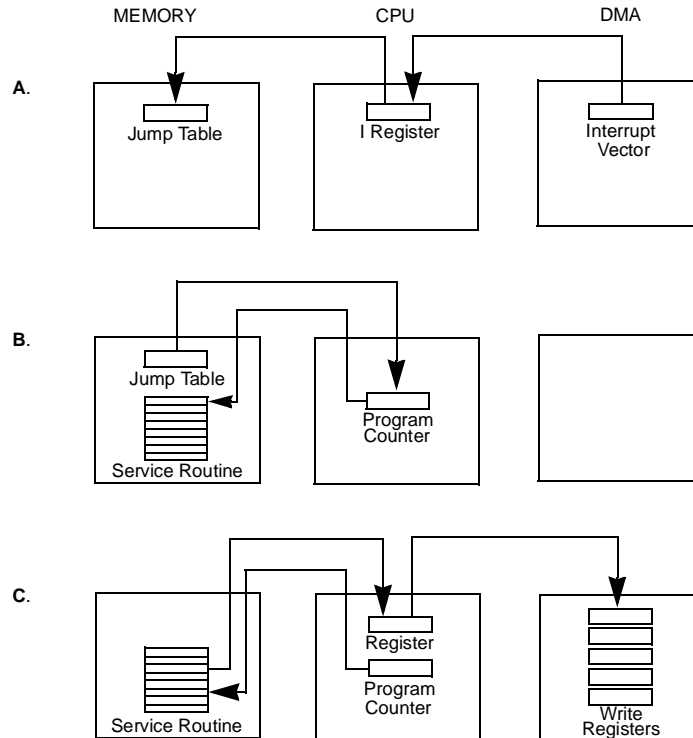 MEMORY CPU DMA
A.
Jump Table
I Register
Interrupt
Vector
B.
Jump Table
Service Routine
Program
Counter
C.
Service Routine
Register
Program
Counter
Write
Registers